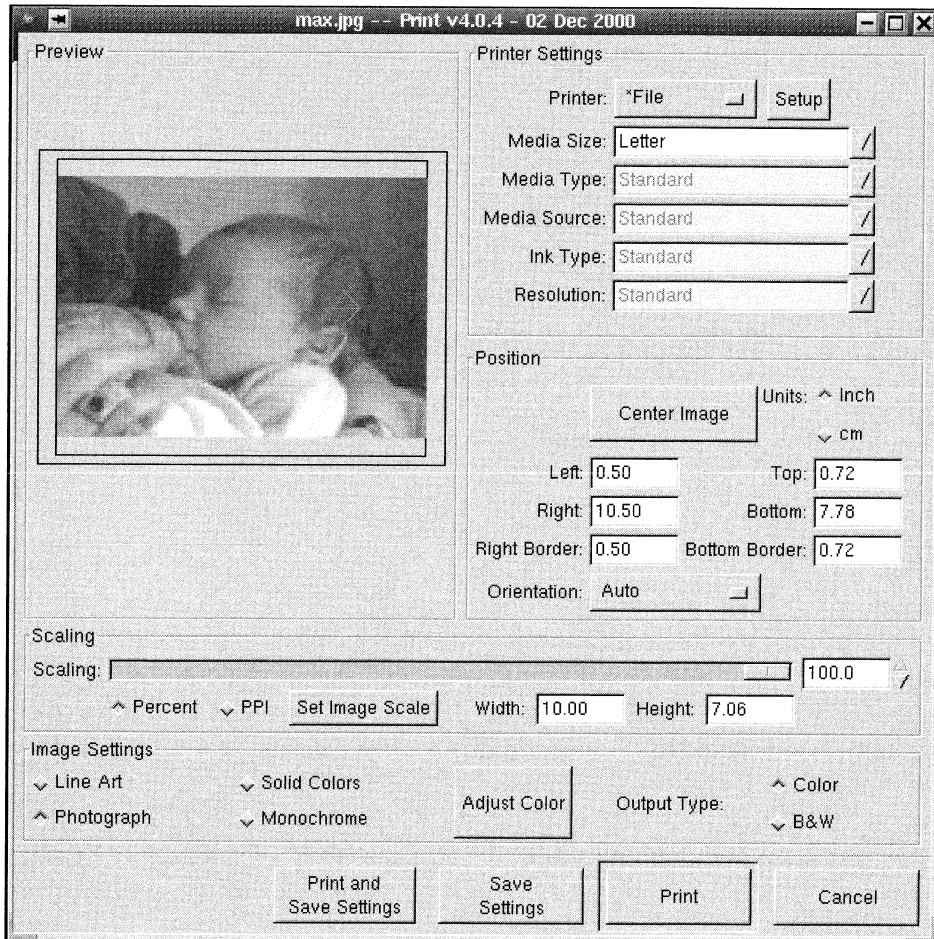 max.jpg -- Print v4.0.4 - 02 Dec 2000
Preview
Printer Settings
Printer: *File Setup
Media Size: Letter
Media Type: Standard
Media Source: Standard
Ink Type: Standard
Resolution: Standard
Position
Center Image Units: Inch
cm
Left: 0.50 Top: 0.72
Right: 10.50 Bottom: 7.78
Right Border: 0.50 Bottom Border: 0.72
Orientation: Auto
Scaling
Scaling: 100.0
Percent PPI Set Image Scale Width: 10.00 Height: 7.06
Image Settings
Line Art Solid Colors Adjust Color Output Type: Color
Photograph Monochrome B&W
Print and Save Settings
Save Settings
Print
Cancel